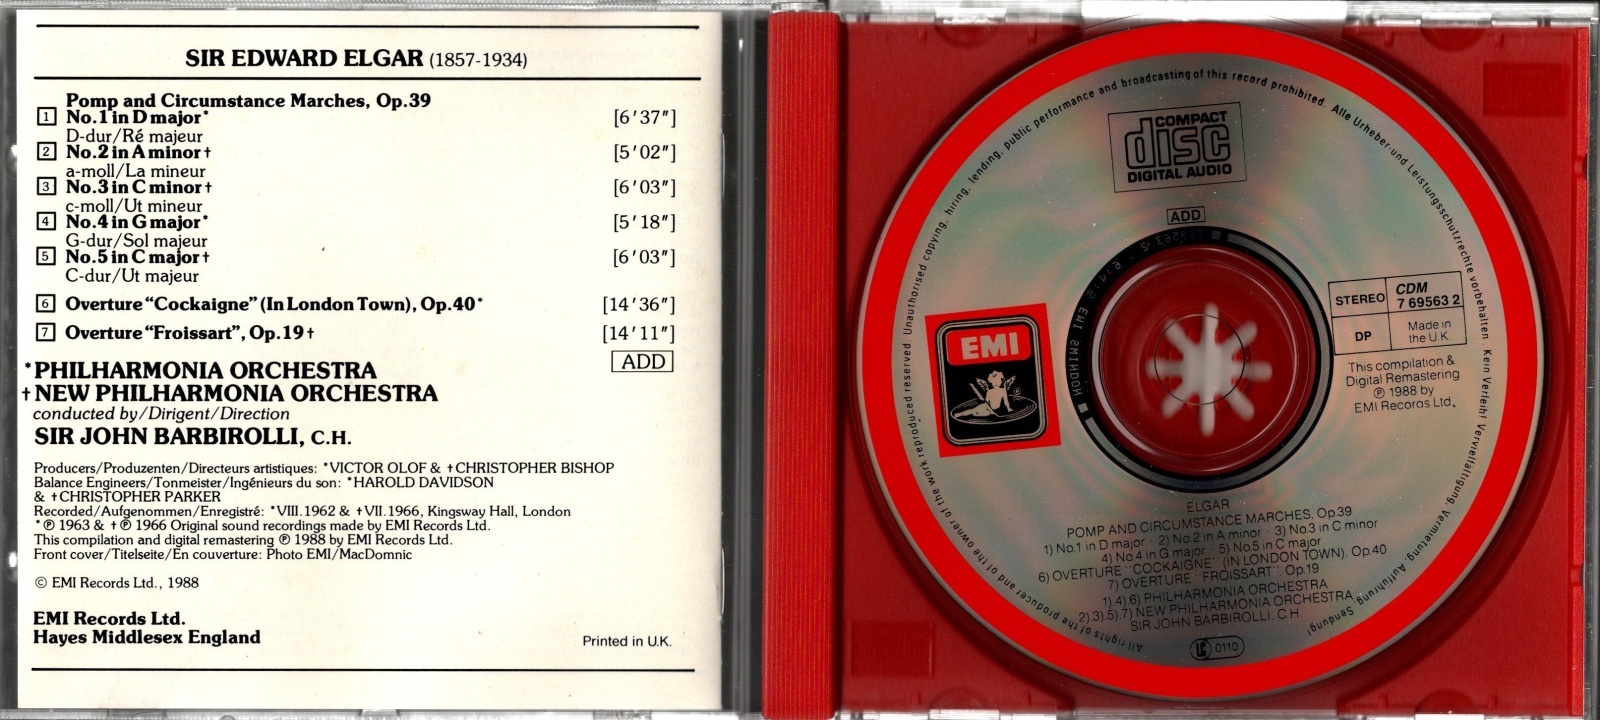 SIR EDWARD ELGAR (1857-1934)
Pomp and Circumstance Marches, Op.39
1 No.1 in D major* [6'37"]
D-dur/Ré majeur
2 No.2 in A minor† [5'02"]
a-moll/La mineur
3 No.3 in C minor† [6'03"]
c-moll/Ut mineur
4 No.4 in G major* [5'18"]
G-dur/Sol majeur
5 No.5 in C major† [6'03"]
C-dur/Ut majeur
6 Overture “Cockaigne” (In London Town), Op.40* [14'36"]
7 Overture “Froissart”, Op.19† [14'11"]
ADD
*PHILHARMONIA ORCHESTRA
†NEW PHILHARMONIA ORCHESTRA
conducted by/Dirigent/Direction
SIR JOHN BARBIROLLI, C.H.
Producers/Produzenten/Directeurs artistiques: *VICTOR OLOF & †CHRISTOPHER BISHOP
Balance Engineers/Tonmeister/Ingénieurs du son: *HAROLD DAVIDSON
& †CHRISTOPHER PARKER
Recorded/Aufgenommen/Enregistré: *VIII.1962 & †VII.1966, Kingsway Hall, London
*℗ 1963 & †℗ 1966 Original sound recordings made by EMI Records Ltd.
This compilation and digital remastering ℗ 1988 by EMI Records Ltd.
Front cover/Titelseite/En couverture: Photo EMI/MacDomnic
© EMI Records Ltd., 1988
EMI Records Ltd.
Hayes Middlesex England
Printed in U.K.
All rights of the producer and of the owner of the work reproduced reserved. Unauthorised copying, hiring, lending, public performance and broadcasting of this record prohibited. Alle Urheber-und Leistungsschutzrechte vorbehalten. Kein Verleih! Vervielfältigung, Vermietung, Aufführung, Sendung!
COMPACT
disc
DIGITAL AUDIO
ADD
EMI
STEREO
CDM
7 69563 2
DP
Made in
the U.K.
This compilation &
Digital Remastering
℗ 1988 by
EMI Records Ltd.
EMI SWINDON
ELGAR
POMP AND CIRCUMSTANCE MARCHES, Op.39
1) No.1 in D major · 2) No.2 in A minor · 3) No.3 in C minor
4) No.4 in G major · 5) No.5 in C major
6) OVERTURE “COCKAIGNE” (IN LONDON TOWN), Op.40
7) OVERTURE “FROISSART”, Op.19
1).4).6) PHILHARMONIA ORCHESTRA
2).3).5).7) NEW PHILHARMONIA ORCHESTRA
SIR JOHN BARBIROLLI, C.H.
LC 0110